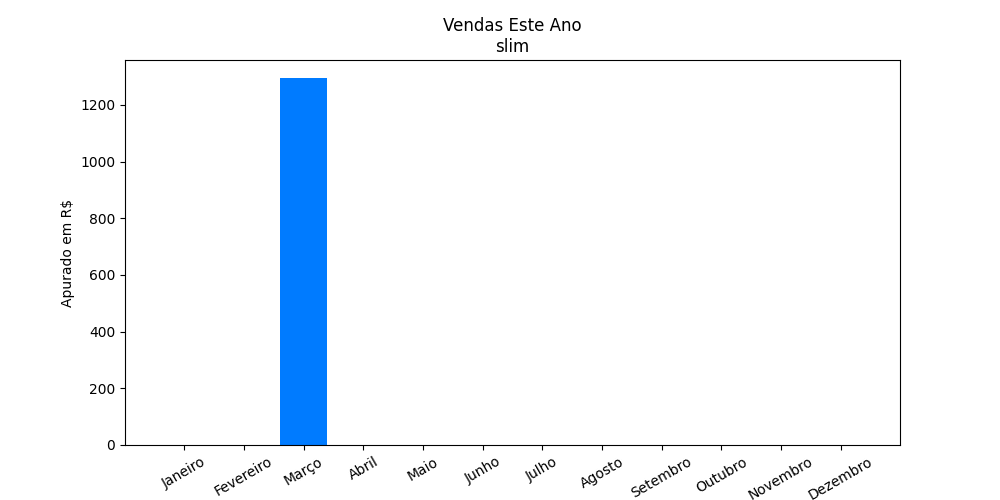 Vendas Este Ano
slim
Apurado em R$
1200
1000
800
600
400
200
0
Janeiro
Fevereiro
Março
Abril
Maio
Junho
Julho
Agosto
Setembro
Outubro
Novembro
Dezembro